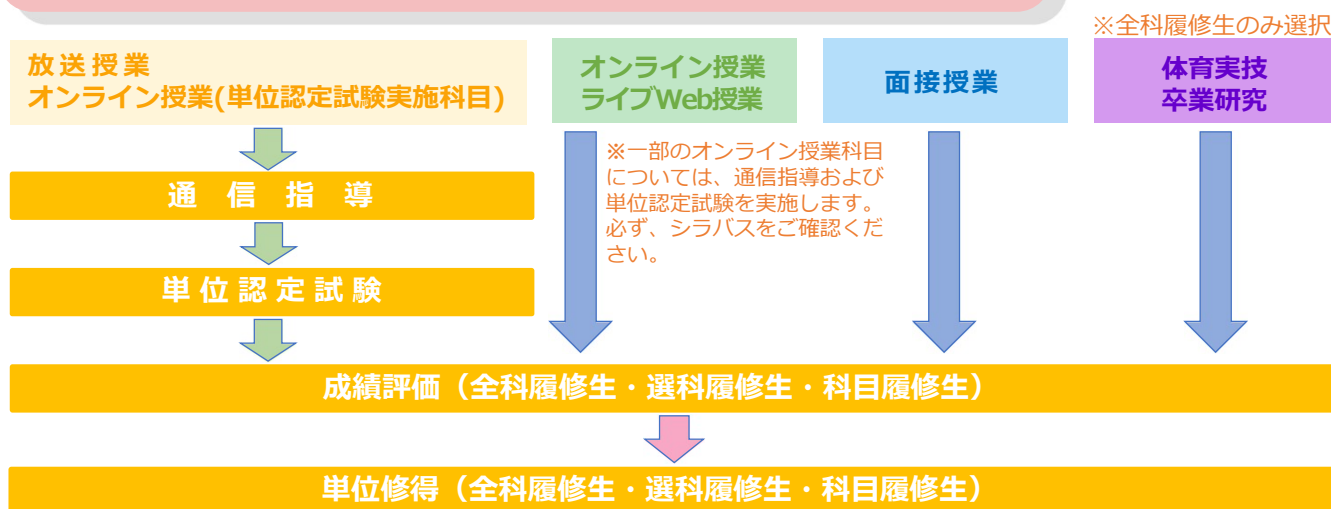 ※全科履修生のみ選択
放送授業
オンライン授業(単位認定試験実施科目)
オンライン授業
ライブWeb授業
面接授業
体育実技
卒業研究
※一部のオンライン授業科目
については、通信指導および
単位認定試験を実施します。
必ず、シラバスをご確認くだ
さい。
通信指導
単位認定試験
成績評価（全科履修生・選科履修生・科目履修生）
単位修得（全科履修生・選科履修生・科目履修生）